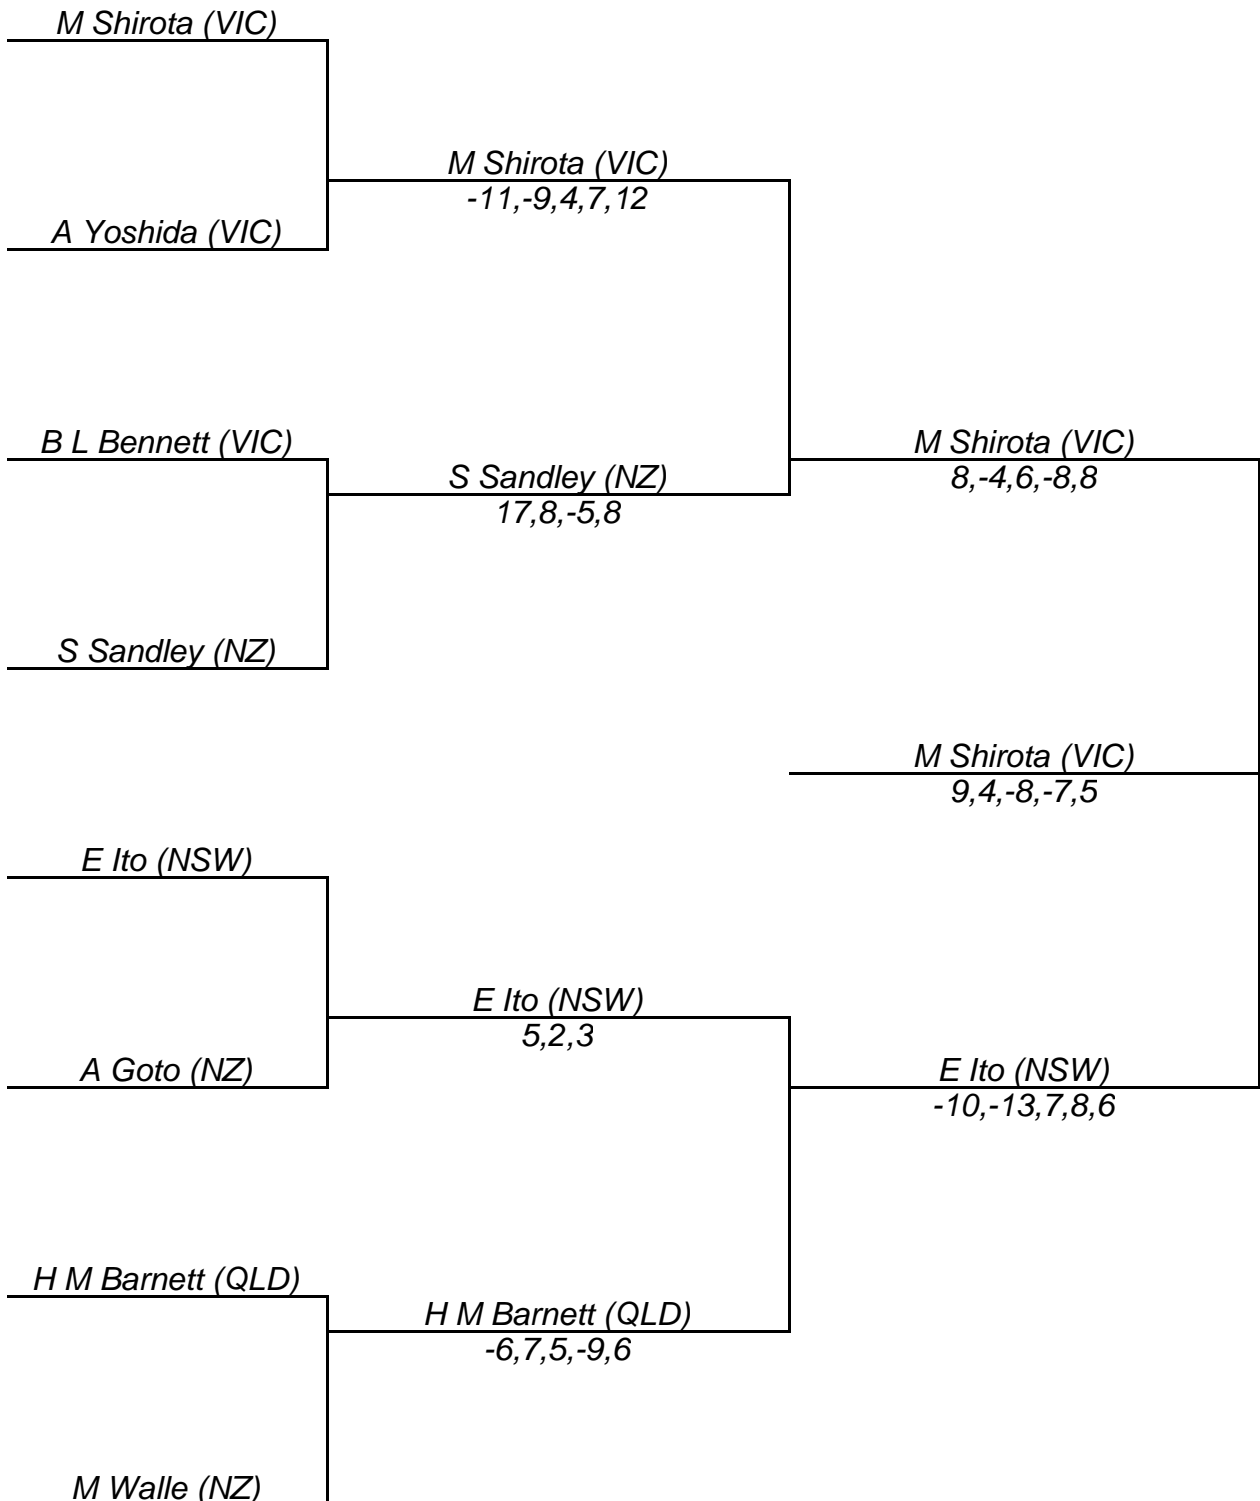 M Shirota (VIC)
M Shirota (VIC)
-11,-9,4,7,12
A Yoshida (VIC)
B L Bennett (VIC)
M Shirota (VIC)
8,-4,6,-8,8
S Sandley (NZ)
17,8,-5,8
S Sandley (NZ)
M Shirota (VIC)
9,4,-8,-7,5
E Ito (NSW)
E Ito (NSW)
5,2,3
A Goto (NZ)
E Ito (NSW)
-10,-13,7,8,6
H M Barnett (QLD)
H M Barnett (QLD)
-6,7,5,-9,6
M Walle (NZ)